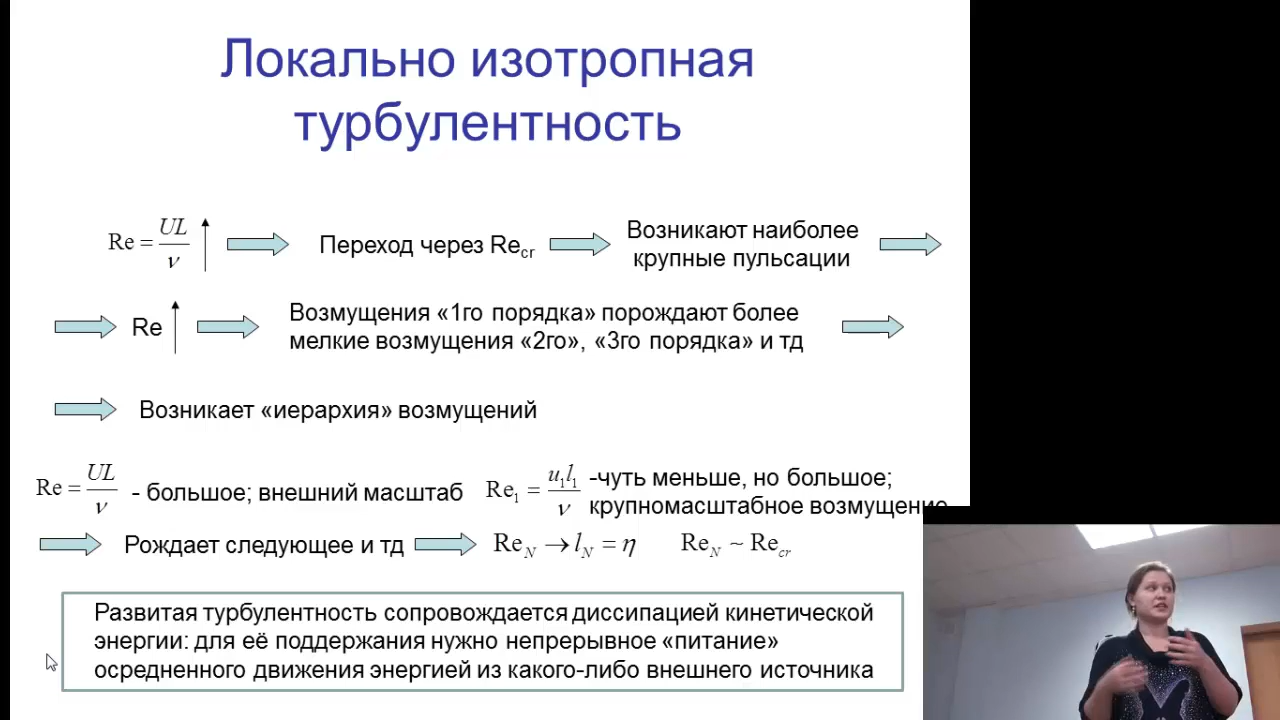 Локально изотропная
турбулентность
Re = UL/ν
Переход через Re_cr
Возникают наиболее
крупные пульсации
Re
Возмущения «1го порядка» порождают более
мелкие возмущения «2го», «3го порядка» и тд
Возникает «иерархия» возмущений
Re = UL/ν - большое; внешний масштаб
Re₁ = u₁l₁/ν -чуть меньше, но большое;
крупномасштабное возмущение
Рождает следующее и тд
Re_N → l_N = η
Re_N ~ Re_cr
Развитая турбулентность сопровождается диссипацией кинетической
энергии: для её поддержания нужно непрерывное «питание»
осредненного движения энергией из какого-либо внешнего источника